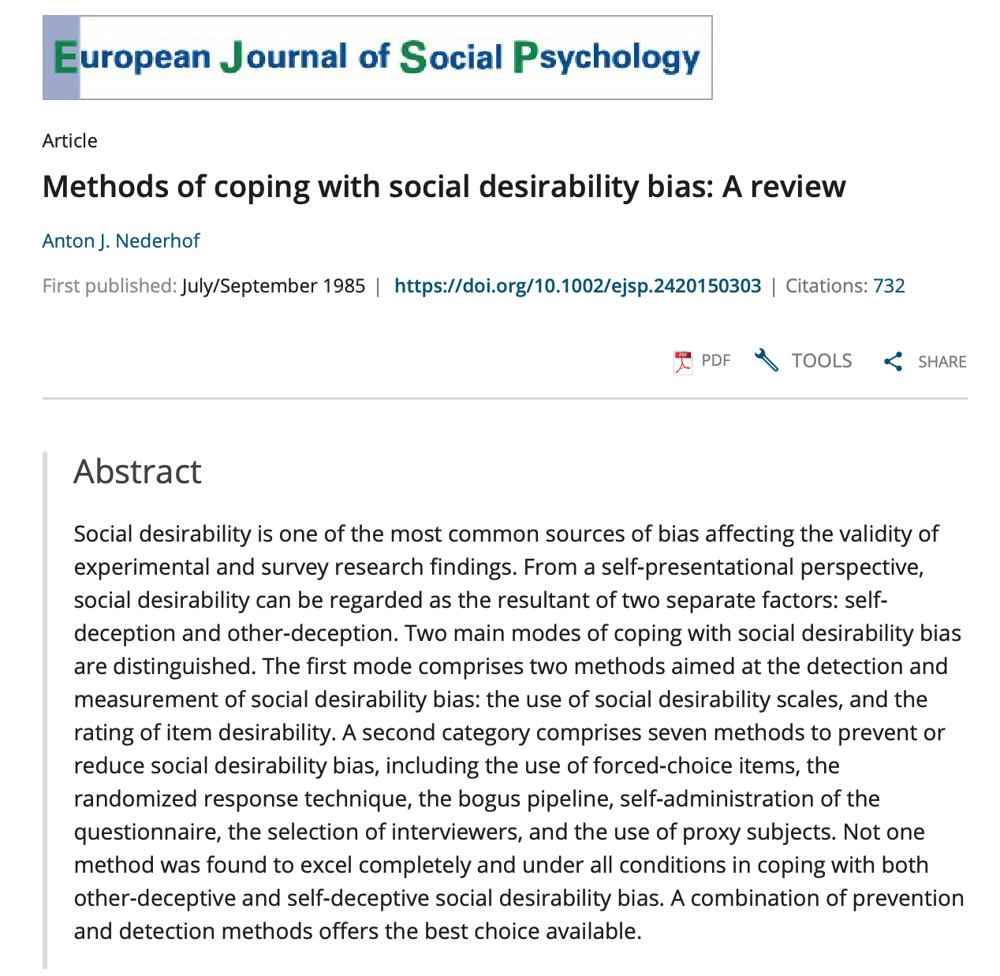 European Journal of Social Psychology
Article
Methods of coping with social desirability bias: A review
Anton J. Nederhof
First published: July/September 1985 | https://doi.org/10.1002/ejsp.2420150303 | Citations: 732
PDF TOOLS SHARE
Abstract
Social desirability is one of the most common sources of bias affecting the validity of
experimental and survey research findings. From a self-presentational perspective,
social desirability can be regarded as the resultant of two separate factors: self-
deception and other-deception. Two main modes of coping with social desirability bias
are distinguished. The first mode comprises two methods aimed at the detection and
measurement of social desirability bias: the use of social desirability scales, and the
rating of item desirability. A second category comprises seven methods to prevent or
reduce social desirability bias, including the use of forced-choice items, the
randomized response technique, the bogus pipeline, self-administration of the
questionnaire, the selection of interviewers, and the use of proxy subjects. Not one
method was found to excel completely and under all conditions in coping with both
other-deceptive and self-deceptive social desirability bias. A combination of prevention
and detection methods offers the best choice available.